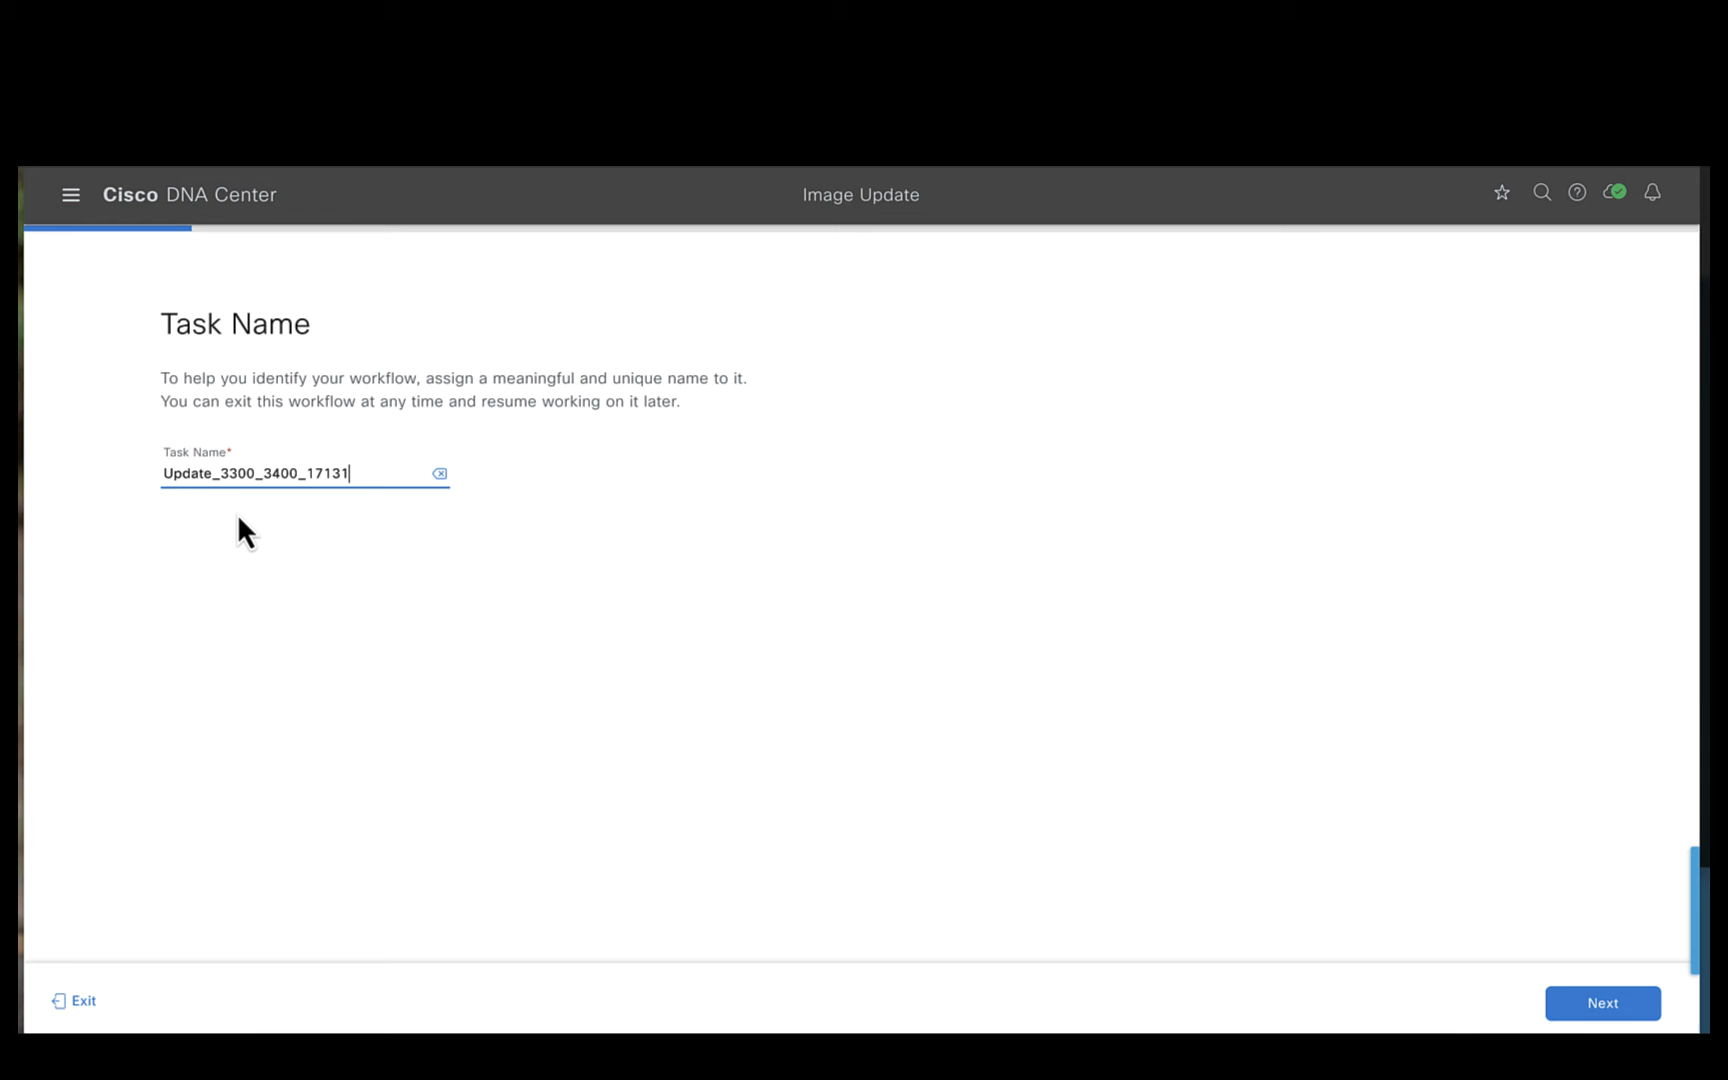 Cisco DNA Center
Image Update
Task Name
To help you identify your workflow, assign a meaningful and unique name to it.
You can exit this workflow at any time and resume working on it later.
Task Name*
Update_3300_3400_17131
Exit
Next